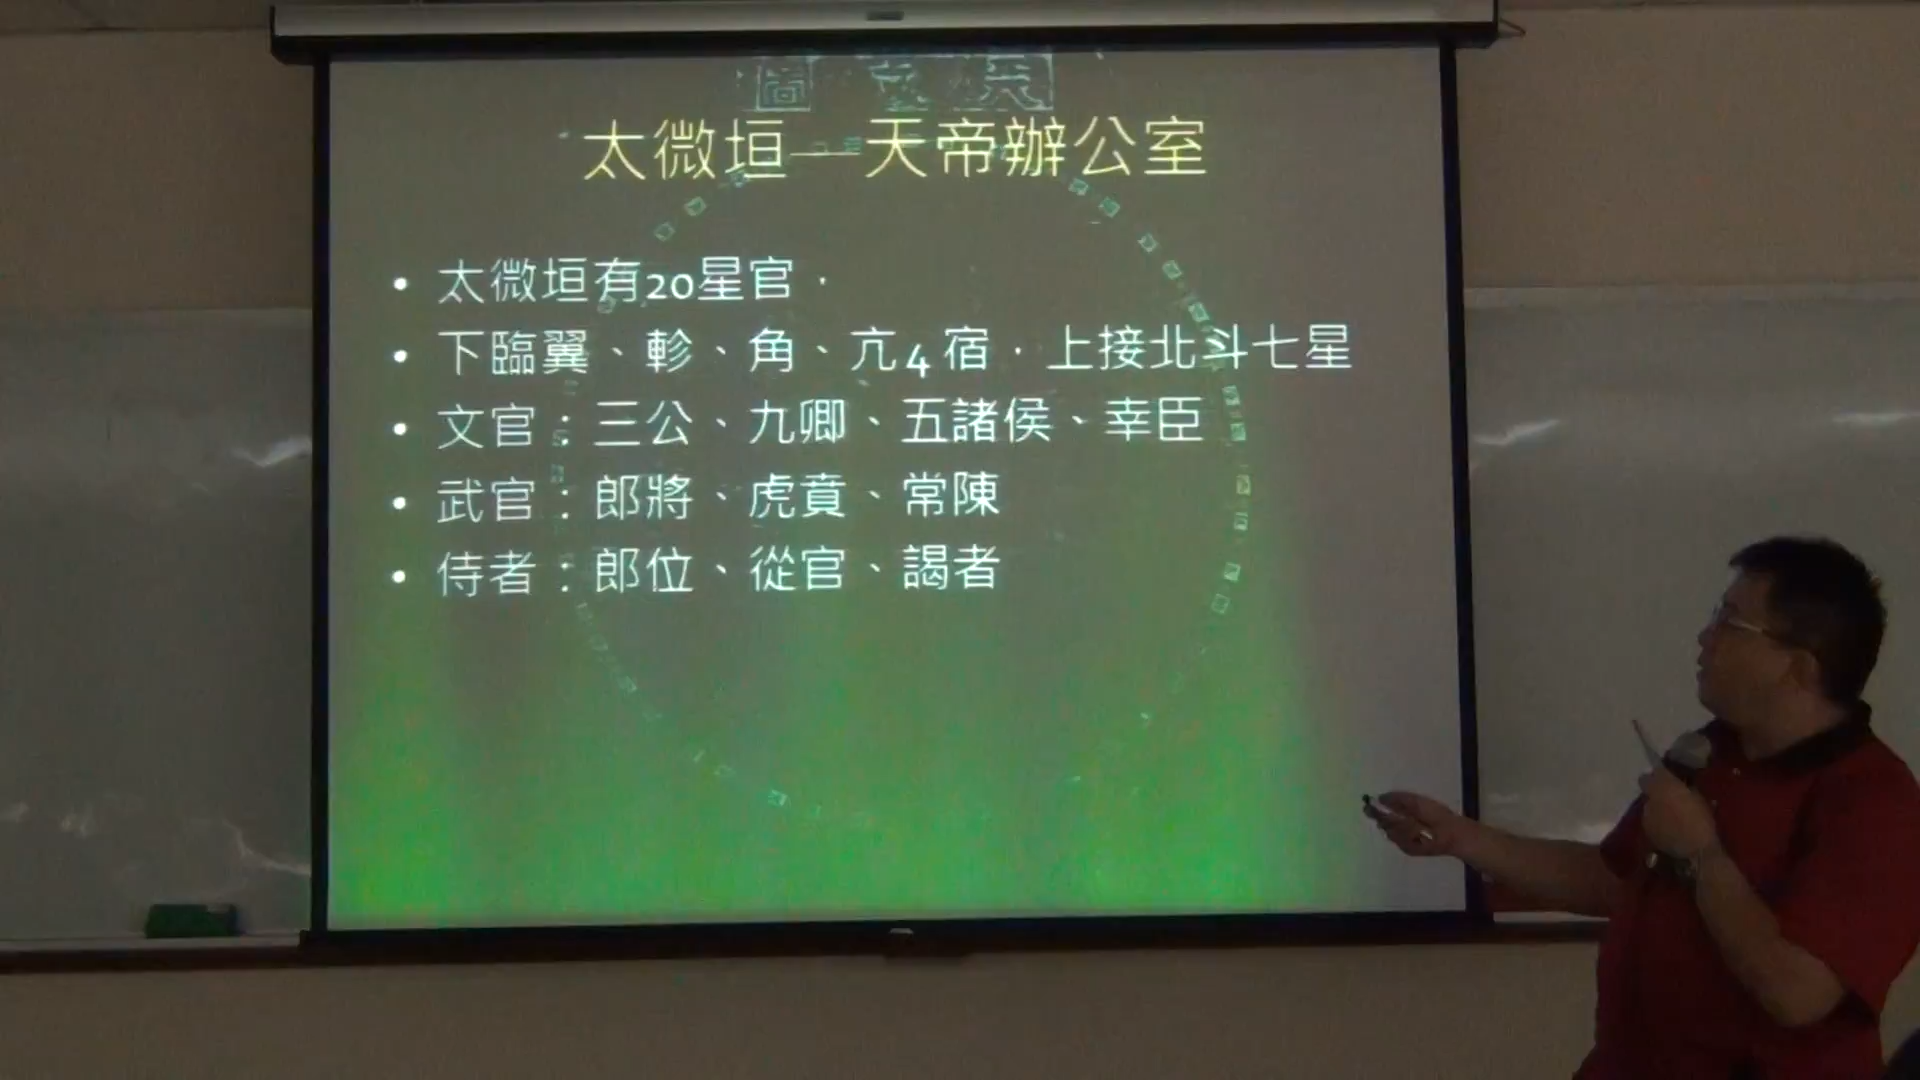 太微垣—天帝辦公室
• 太微垣有20星官，
• 下臨翼、軫、角、亢4宿，上接北斗七星
• 文官：三公、九卿、五諸侯、幸臣
• 武官：郎將、虎賁、常陳
• 侍者：郎位、從官、謁者